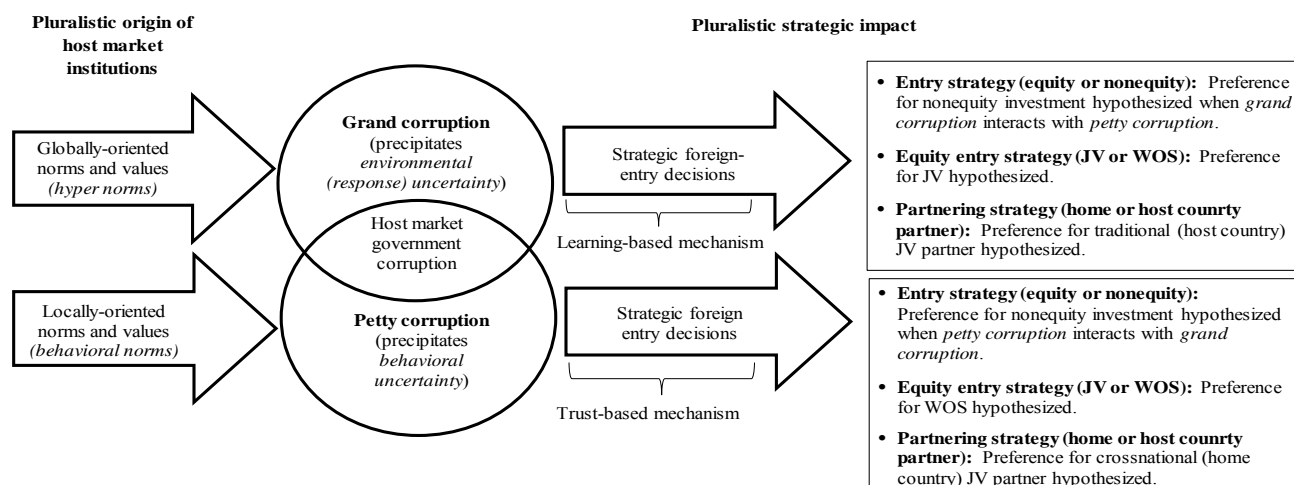 Pluralistic origin of
host market
institutions
Pluralistic strategic impact
Globally-oriented
norms and values
(hyper norms)
Grand corruption
(precipitates
environmental
(response) uncertainty)
Host market
government
corruption
Strategic foreign-
entry decisions
Learning-based mechanism
• Entry strategy (equity or nonequity): Preference
for nonequity investment hypothesized when grand
corruption interacts with petty corruption.
• Equity entry strategy (JV or WOS): Preference
for JV hypothesized.
• Partnering strategy (home or host counrty
partner): Preference for traditional (host country)
JV partner hypothesized.
Locally-oriented
norms and values
(behavioral norms)
Petty corruption
(precipitates
behavioral
uncertainty)
Strategic foreign
entry decisions
Trust-based mechanism
• Entry strategy (equity or nonequity):
Preference for nonequity investment hypothesized
when petty corruption interacts with grand
corruption.
• Equity entry strategy (JV or WOS): Preference
for WOS hypothesized.
• Partnering strategy (home or host counrty
partner): Preference for crossnational (home
country) JV partner hypothesized.